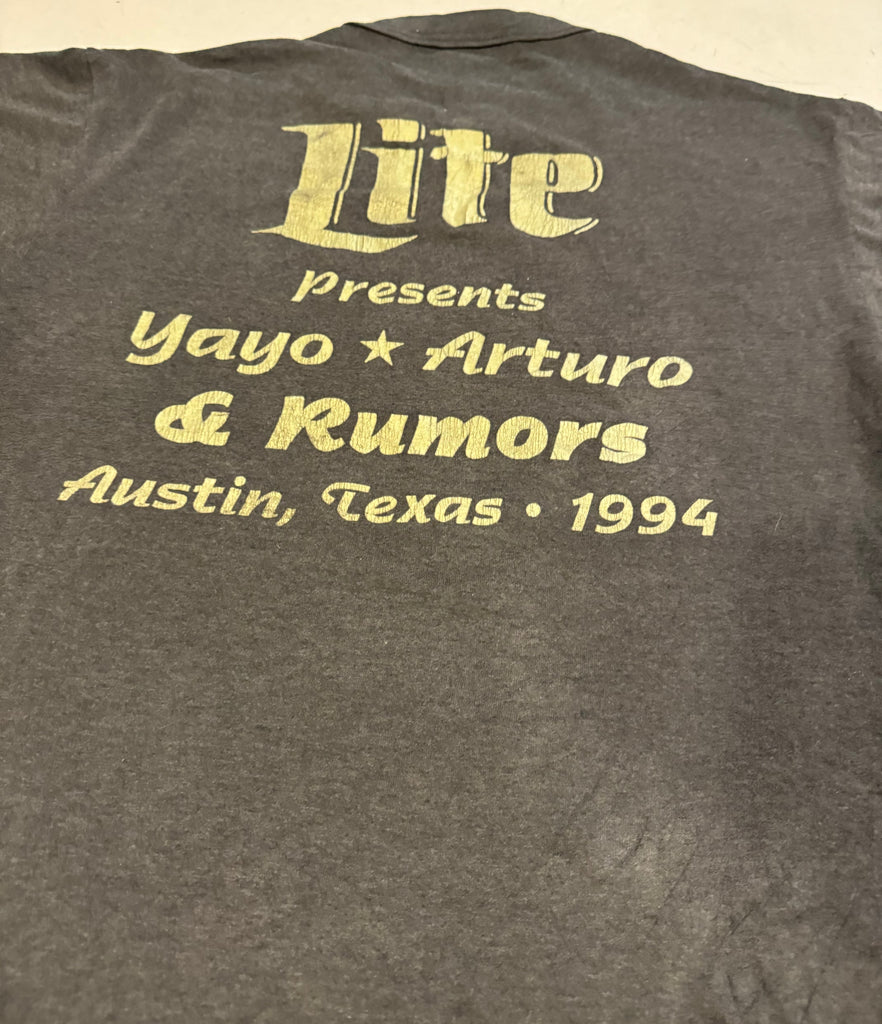 Lite
Presents
Yayo ★ Arturo
& Rumors
Austin, Texas • 1994